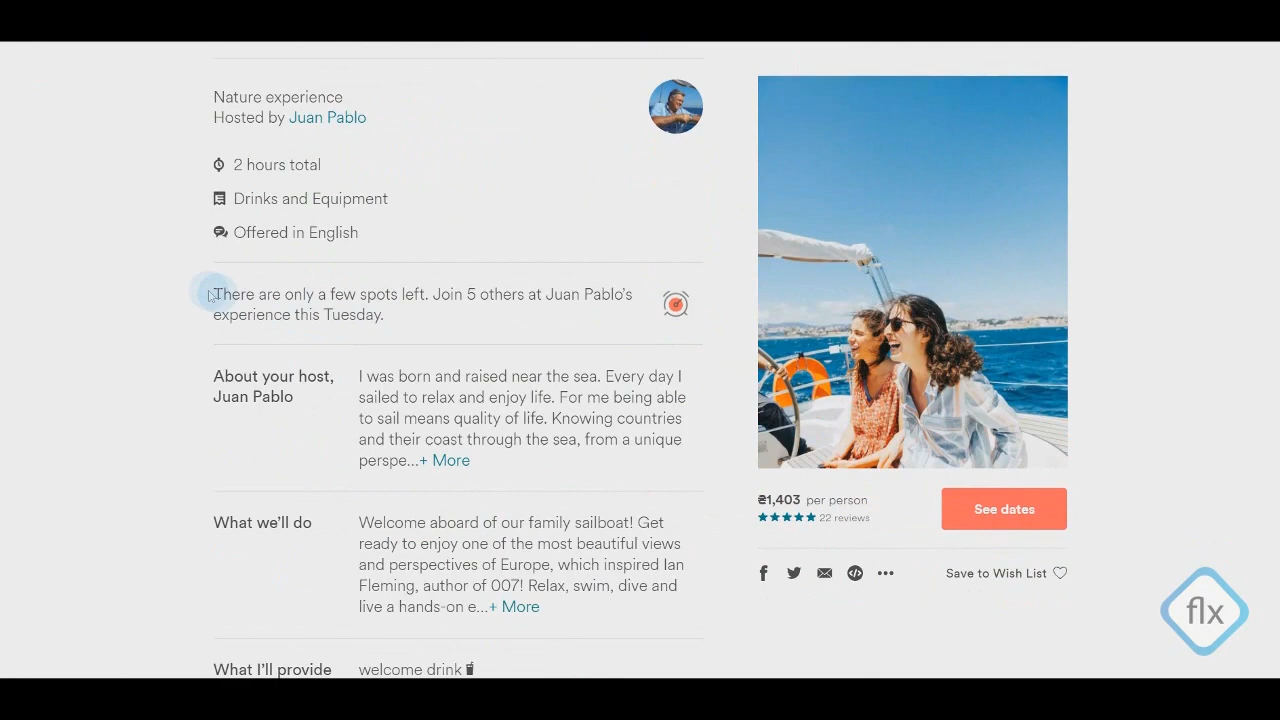 Nature experience
Hosted by Juan Pablo
2 hours total
Drinks and Equipment
Offered in English
There are only a few spots left. Join 5 others at Juan Pablo's
experience this Tuesday.
About your host,
Juan Pablo
I was born and raised near the sea. Every day I
sailed to relax and enjoy life. For me being able
to sail means quality of life. Knowing countries
and their coast through the sea, from a unique
perspe...+ More
What we'll do
Welcome aboard of our family sailboat! Get
ready to enjoy one of the most beautiful views
and perspectives of Europe, which inspired Ian
Fleming, author of 007! Relax, swim, dive and
live a hands-on e...+ More
What I'll provide
welcome drink
₴1,403 per person
22 reviews
See dates
Save to Wish List
flx